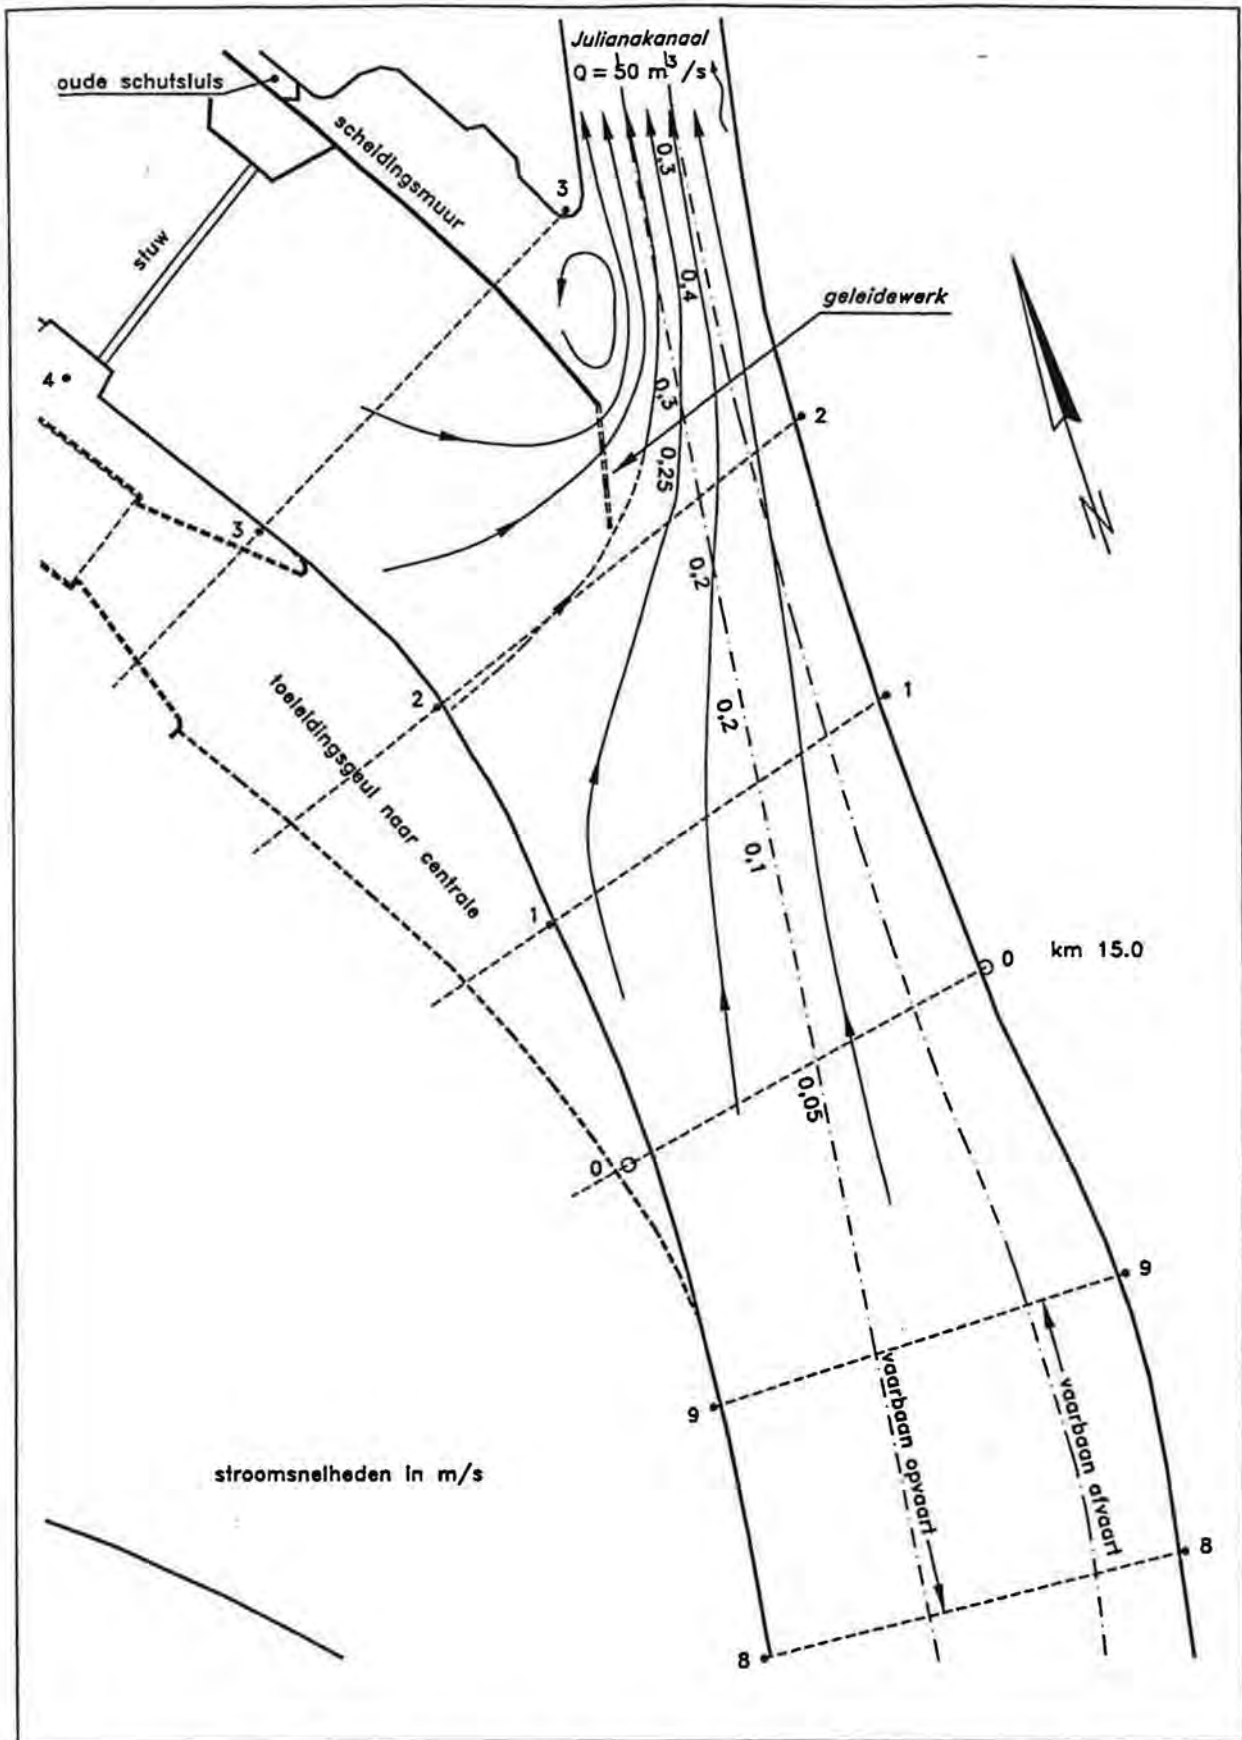 Julianakanaal
Q = 50 m³/s
oude schutsluis
scheidingsmuur
0,3
3
stuw
0,4
geleidewerk
4
0,3
2
0,25
3
0,2
N
toeleidingsgeul naar centrale
2
1
0,2
0,1
1
0
km 15.0
0,05
0
9
vaarbaan opvaart
vaarbaan afvaart
9
stroomsnelheden in m/s
8
8